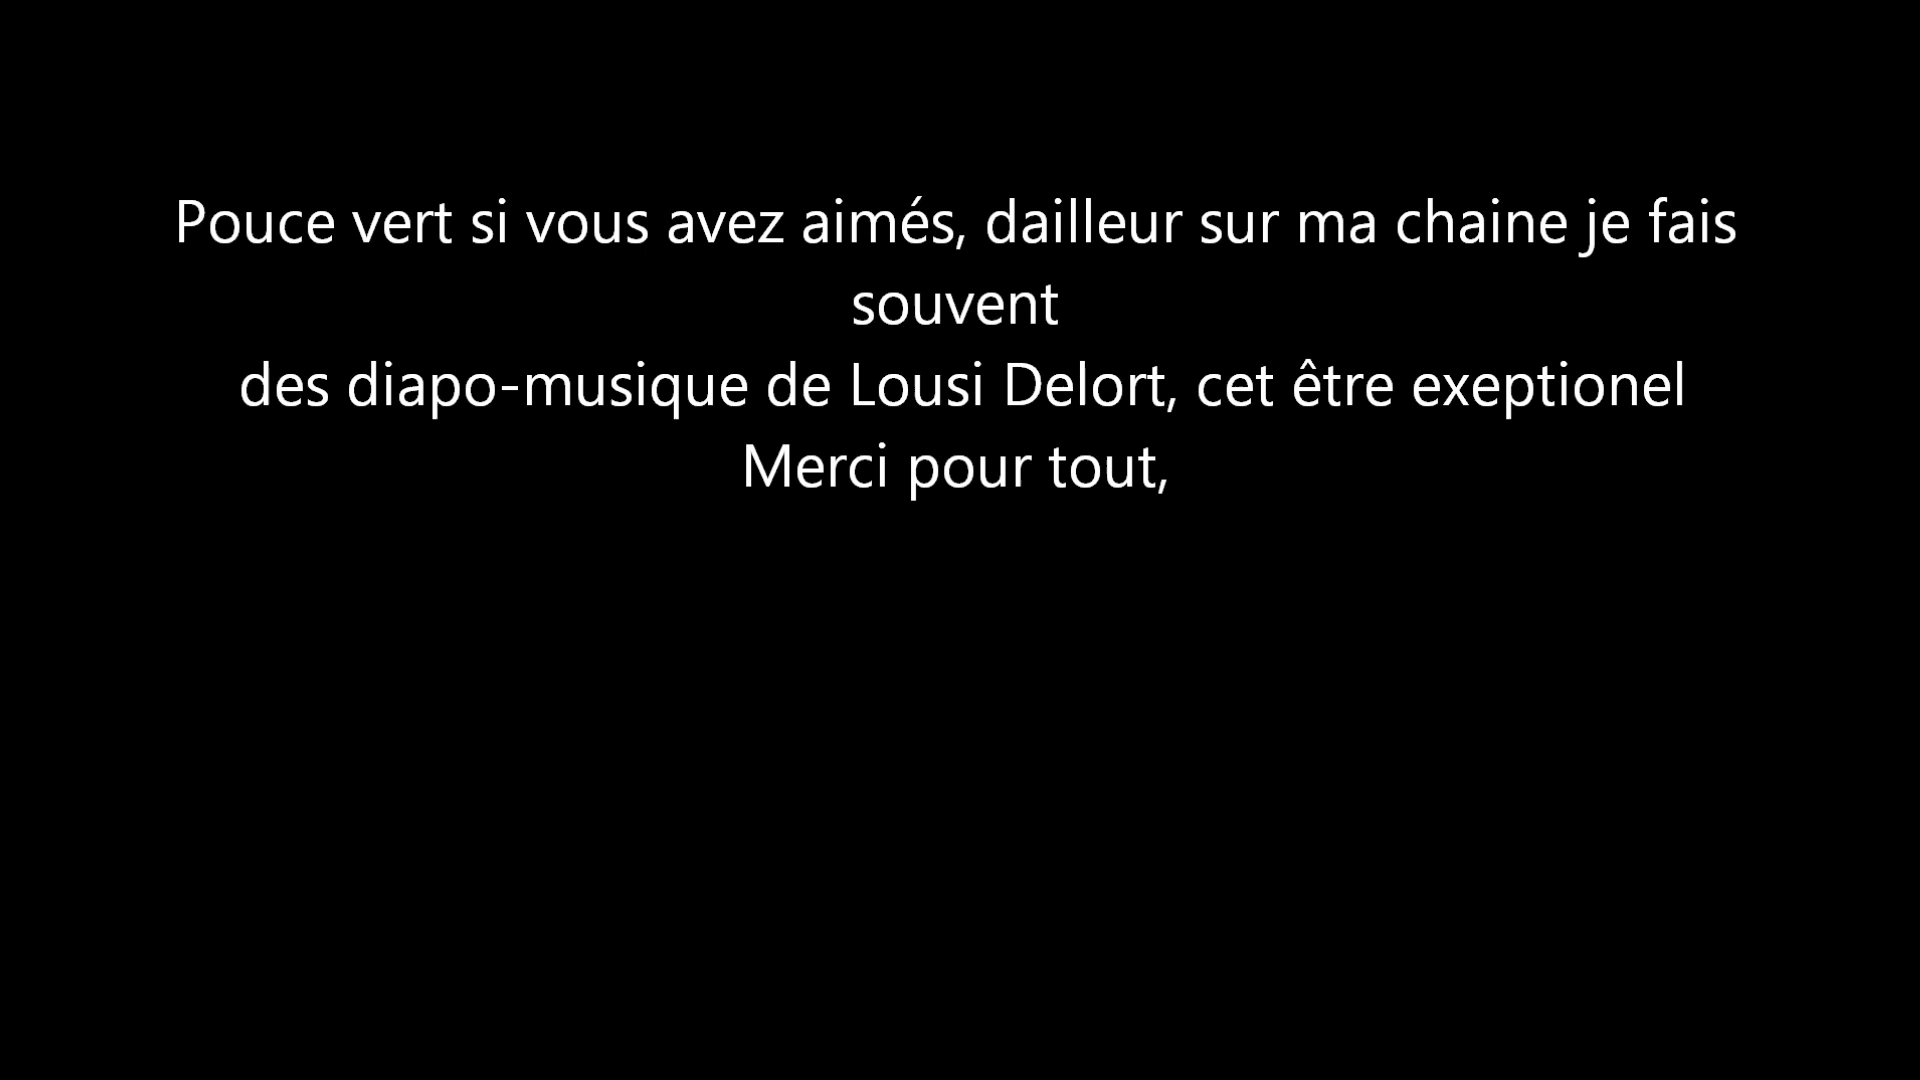 Pouce vert si vous avez aimés, dailleur sur ma chaine je fais
souvent
des diapo-musique de Lousi Delort, cet être exeptionel
Merci pour tout,